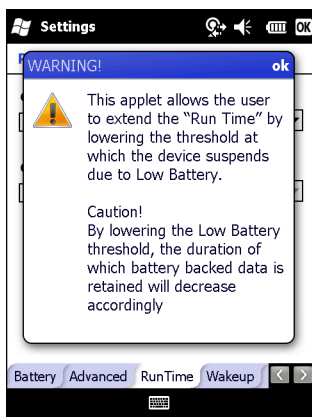 Settings
OK
WARNING!
ok
This applet allows the user
to extend the “Run Time” by
lowering the threshold at
which the device suspends
due to Low Battery.
Caution!
By lowering the Low Battery
threshold, the duration of
which battery backed data is
retained will decrease
accordingly
Battery Advanced RunTime Wakeup